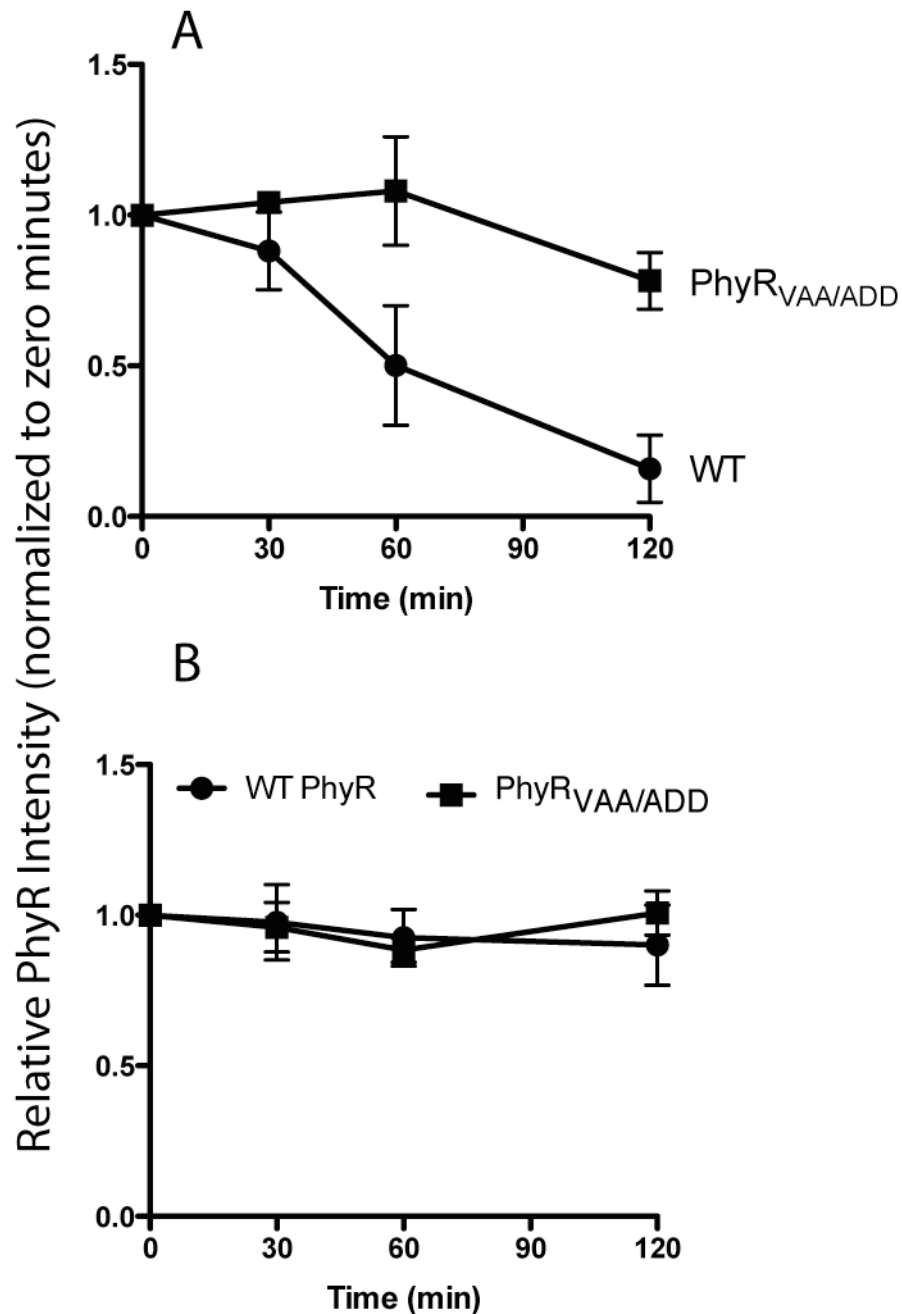 Relative PhyR Intensity (normalized to zero minutes)
A
1.5
1.0
0.5
0.0
0 30 60 90 120
Time (min)
PhyRVAA/ADD
WT
B
1.5
WT PhyR PhyRVAA/ADD
1.0
0.5
0.0
0 30 60 90 120
Time (min)